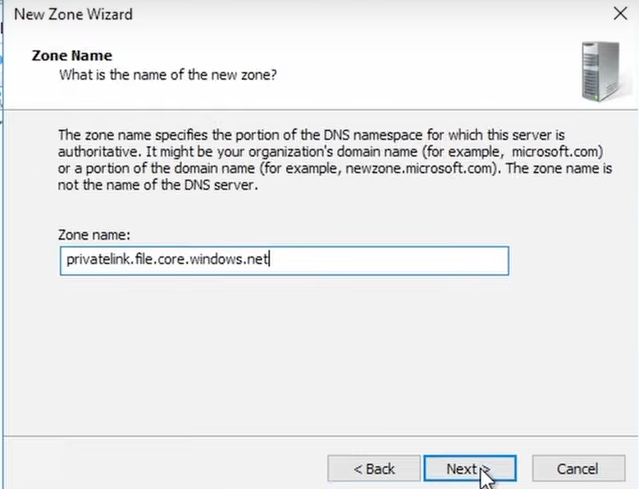 New Zone Wizard
Zone Name
What is the name of the new zone?
The zone name specifies the portion of the DNS namespace for which this server is
authoritative. It might be your organization's domain name (for example, microsoft.com)
or a portion of the domain name (for example, newzone.microsoft.com). The zone name is
not the name of the DNS server.
Zone name:
privatelink.file.core.windows.net
< Back Next > Cancel